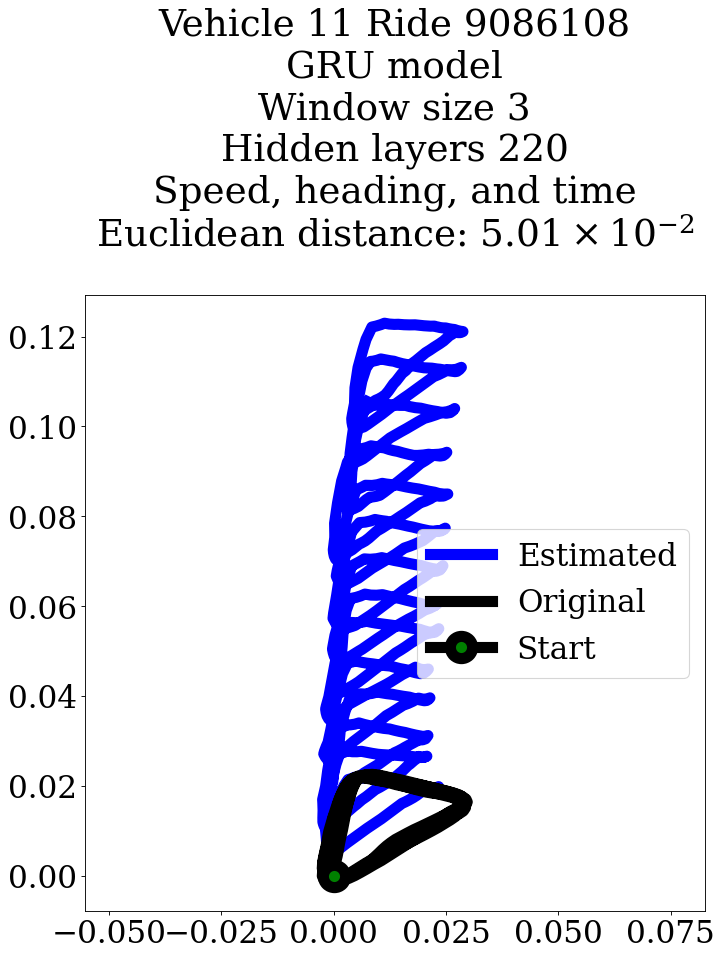 Vehicle 11 Ride 9086108
GRU model
Window size 3
Hidden layers 220
Speed, heading, and time
Euclidean distance: 5.01 × 10⁻²
0.12
0.10
0.08
0.06
0.04
0.02
0.00
Estimated
Original
Start
−0.050 −0.025 0.000 0.025 0.050 0.075